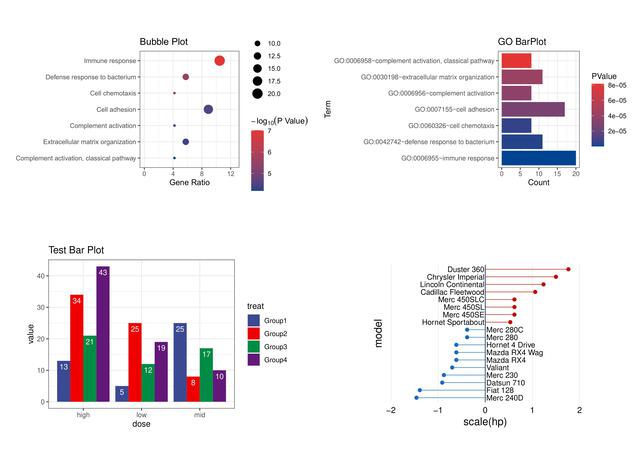 Bubble Plot
Immune response
Defense response to bacterium
Cell chemotaxis
Cell adhesion
Complement activation
Extracellular matrix organization
Complement activation, classical pathway
0 4 8 12
Gene Ratio
10.0
12.5
15.0
17.5
20.0
−log10(P Value)
7
6
5
GO BarPlot
Term
GO:0006958−complement activation, classical pathway
GO:0030198−extracellular matrix organization
GO:0006956−complement activation
GO:0007155−cell adhesion
GO:0060326−cell chemotaxis
GO:0042742−defense response to bacterium
GO:0006955−immune response
0 5 10 15 20
Count
PValue
8e−05
6e−05
4e−05
2e−05
Test Bar Plot
value
40
30
20
10
0
13 34 21 43
5 25 12 19
25 8 17 10
high low mid
dose
treat
Group1
Group2
Group3
Group4
model
Duster 360
Chrysler Imperial
Lincoln Continental
Cadillac Fleetwood
Merc 450SLC
Merc 450SL
Merc 450SE
Hornet Sportabout
Merc 280C
Merc 280
Hornet 4 Drive
Mazda RX4 Wag
Mazda RX4
Valiant
Merc 230
Datsun 710
Fiat 128
Merc 240D
−2 −1 0 1 2
scale(hp)